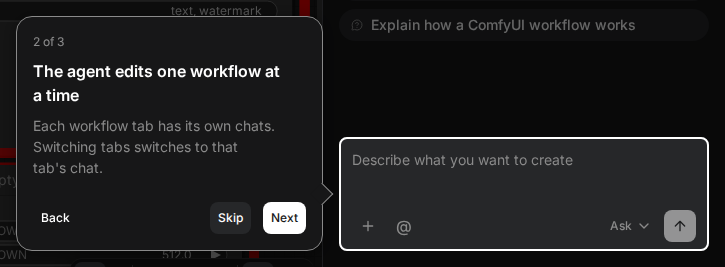 text, watermark
Explain how a ComfyUI workflow works
2 of 3
The agent edits one workflow at
a time
Each workflow tab has its own chats.
Switching tabs switches to that
tab's chat.
Back
Skip
Next
Describe what you want to create
@
Ask
OWN
512.0